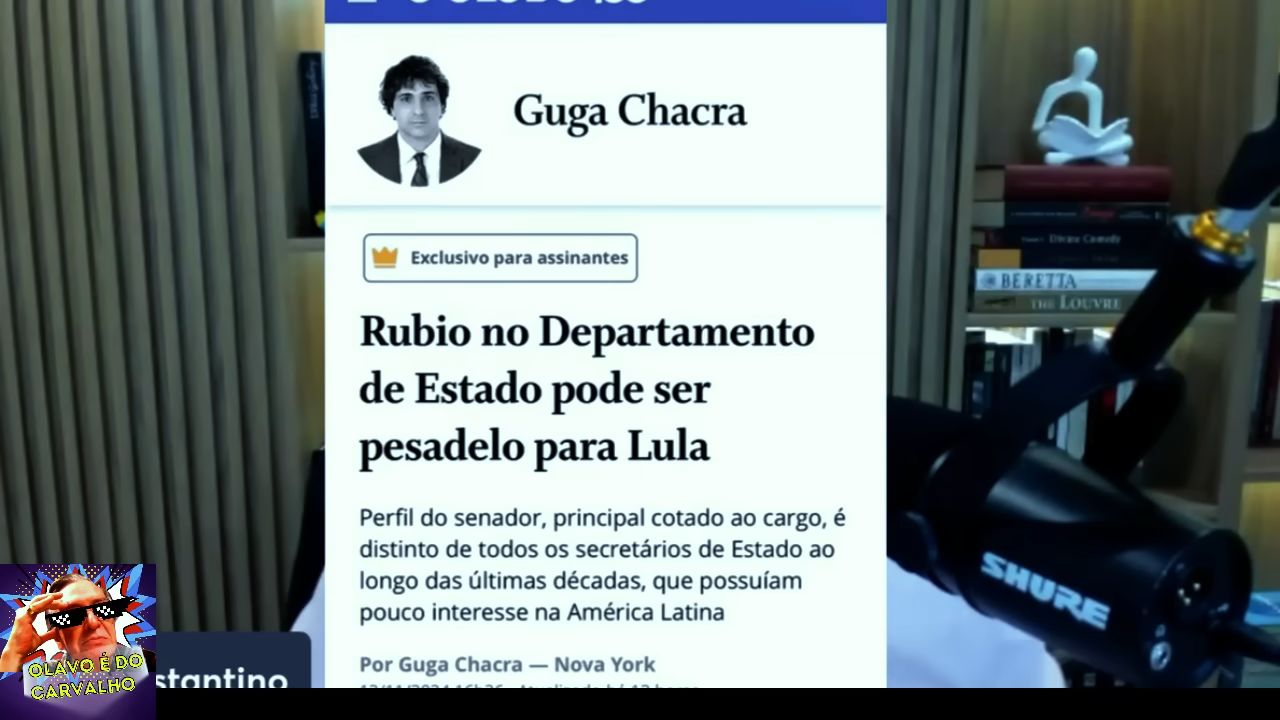 Guga Chacra
Exclusivo para assinantes
Rubio no Departamento
de Estado pode ser
pesadelo para Lula
Perfil do senador, principal cotado ao cargo, é
distinto de todos os secretários de Estado ao
longo das últimas décadas, que possuíam
pouco interesse na América Latina
Por Guga Chacra — Nova York
Divine Comedy
BERETTA
THE LOUVRE
SHURE
OLAVO É DO
CARVALHO
stantino